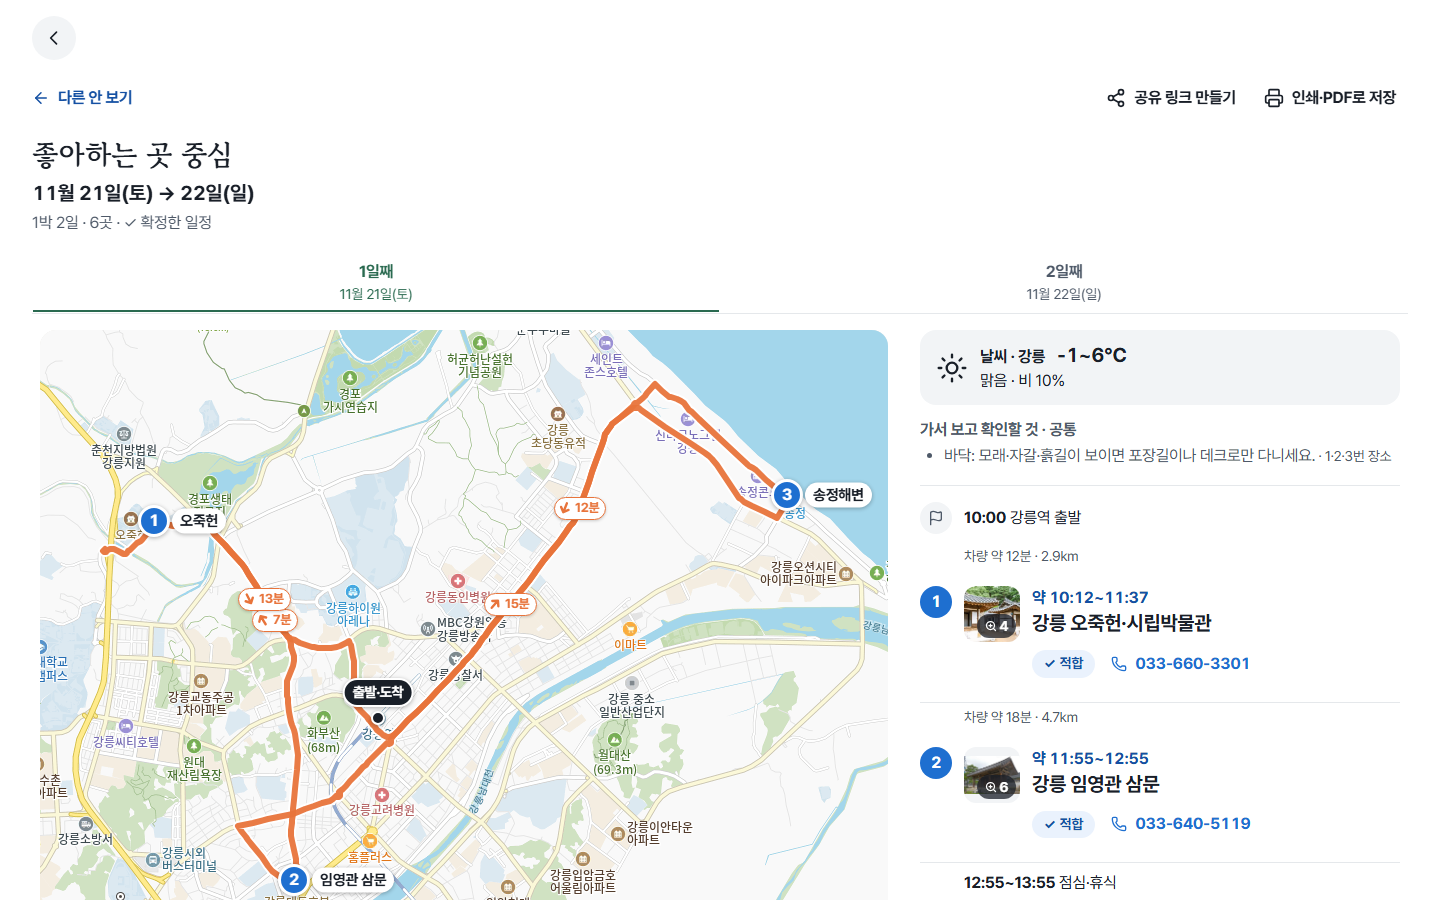 다른 안 보기
공유 링크 만들기
인쇄·PDF로 저장
좋아하는 곳 중심
11월 21일(토) → 22일(일)
1박 2일 · 6곳 · ✓ 확정한 일정
1일째
11월 21일(토)
2일째
11월 22일(일)
허균허난설헌
기념공원
세인트
존스호텔
경포
가시연습지
강릉
초당동유적
춘천지방법원
강릉지원
경포생태
1
오죽헌
3
송정해변
12분
강릉오션시티
아이파크아파트
13분
7분
강릉하이원
아레나
강릉동인병원
15분
이마트
출발·도착
강릉교동주공
1차아파트
화부산
(68m)
강릉 중소
일반산업단지
강릉씨티호텔
원대
재산림욕장
월대산
(69.3m)
강릉남대천
강릉고려병원
강릉소방서
강릉시외
버스터미널
홈플러스
강릉이안타운
아파트
강릉입암금호
어울림아파트
2
임영관 삼문
날씨 · 강릉 -1~6°C
맑음 · 비 10%
가서 보고 확인할 것 · 공통
• 바닥: 모래·자갈·흙길이 보이면 포장길이나 데크로만 다니세요. · 1·2·3번 장소
10:00 강릉역 출발
차량 약 12분 · 2.9km
1
약 10:12~11:37
강릉 오죽헌·시립박물관
4
✓ 적합
033-660-3301
차량 약 18분 · 4.7km
2
약 11:55~12:55
강릉 임영관 삼문
6
✓ 적합
033-640-5119
12:55~13:55 점심·휴식